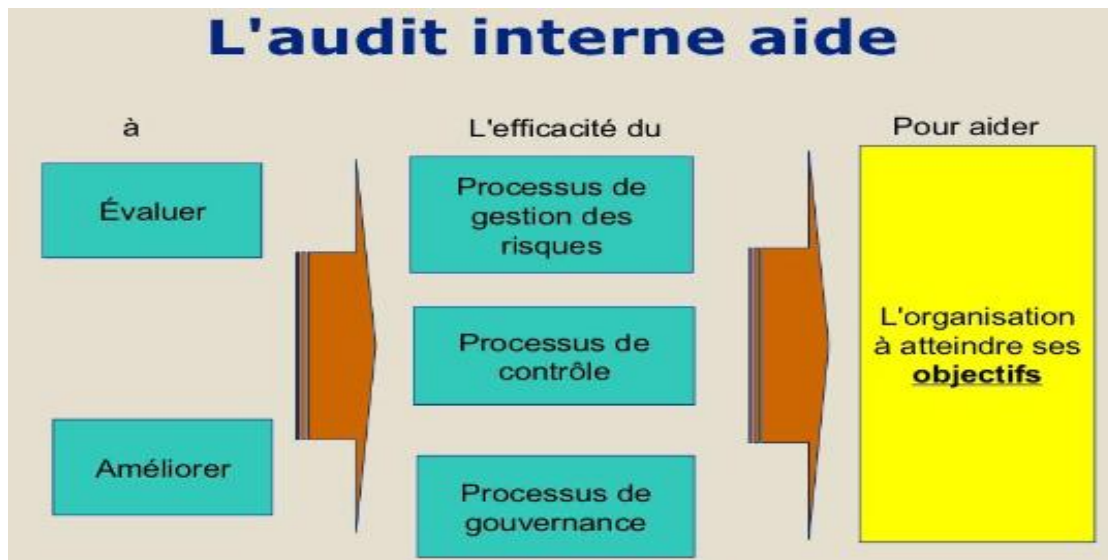 L'audit interne aide
à
Évaluer
Améliorer
L'efficacité du
Processus de
gestion des
risques
Processus de
contrôle
Processus de
gouvernance
Pour aider
L'organisation
à atteindre ses
objectifs